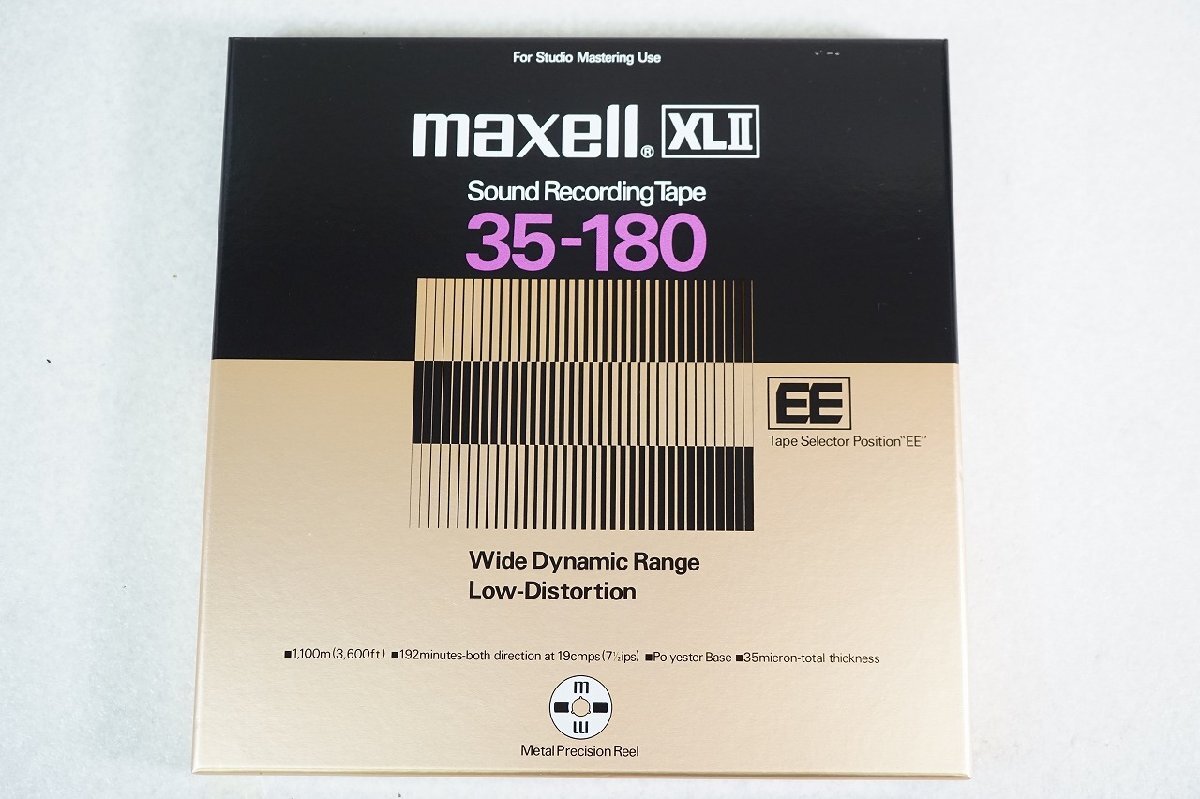 For Studio Mastering Use
maxell® XLII
Sound Recording Tape
35-180
EE
Tape Selector Position "EE"
Wide Dynamic Range
Low-Distortion
■1,100m (3,600ft) ■192minutes-both direction at 19cmps (7½ips) ■Polyester Base ■35micron-total thickness
m
m
Metal Precision Reel